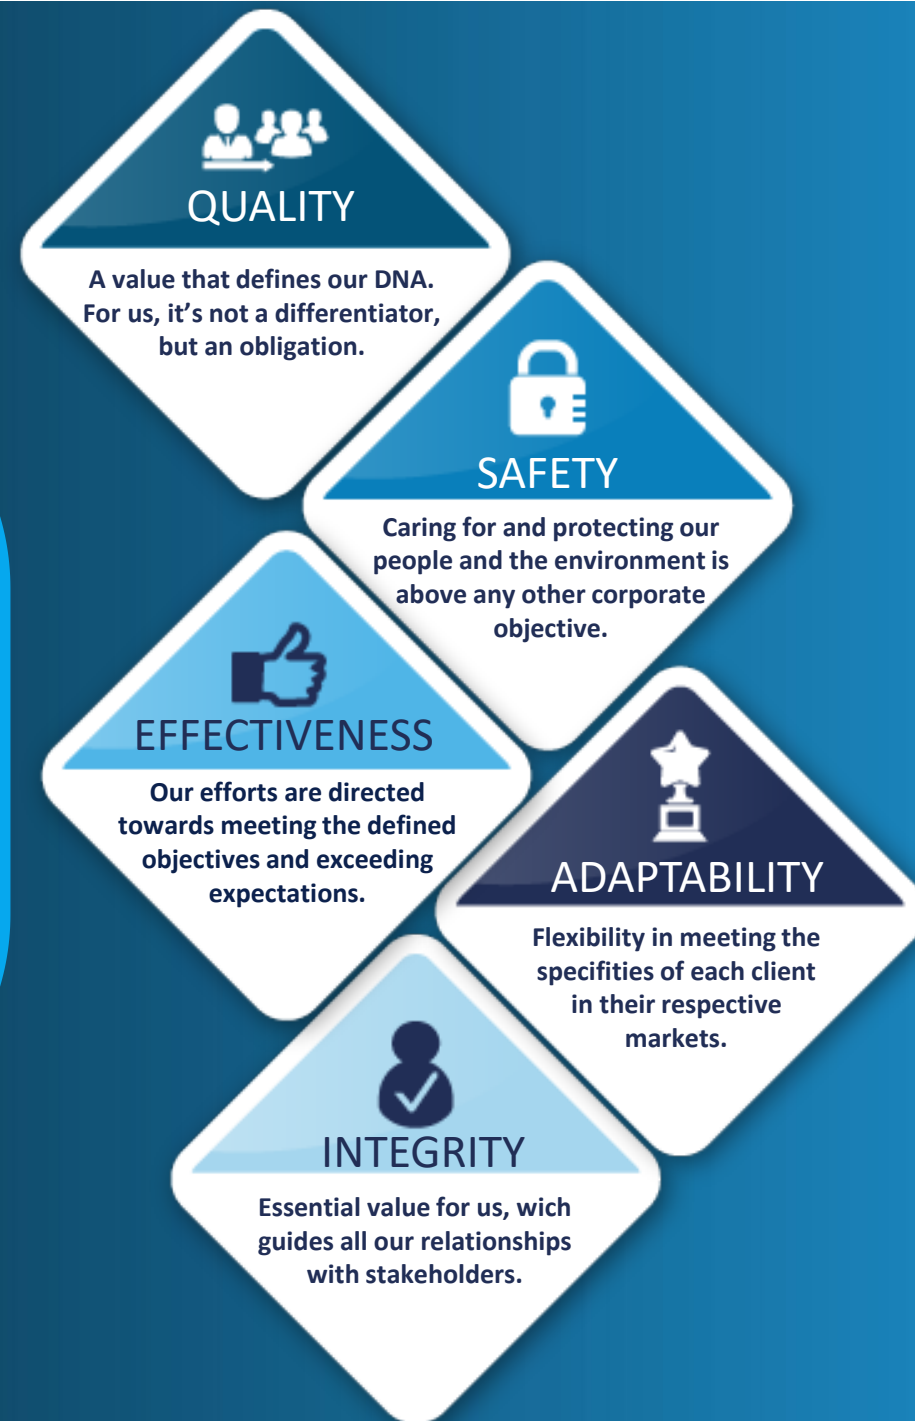 QUALITY
A value that defines our DNA.
For us, it’s not a differentiator,
but an obligation.
SAFETY
Caring for and protecting our
people and the environment is
above any other corporate
objective.
EFFECTIVENESS
Our efforts are directed
towards meeting the defined
objectives and exceeding
expectations.
ADAPTABILITY
Flexibility in meeting the
specifities of each client
in their respective
markets.
INTEGRITY
Essential value for us, wich
guides all our relationships
with stakeholders.